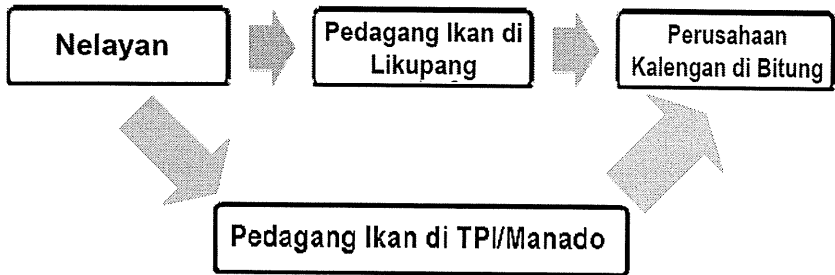 Nelayan
Pedagang Ikan di
Likupang
Perusahaan
Kalengan di Bitung
Pedagang Ikan di TPI/Manado